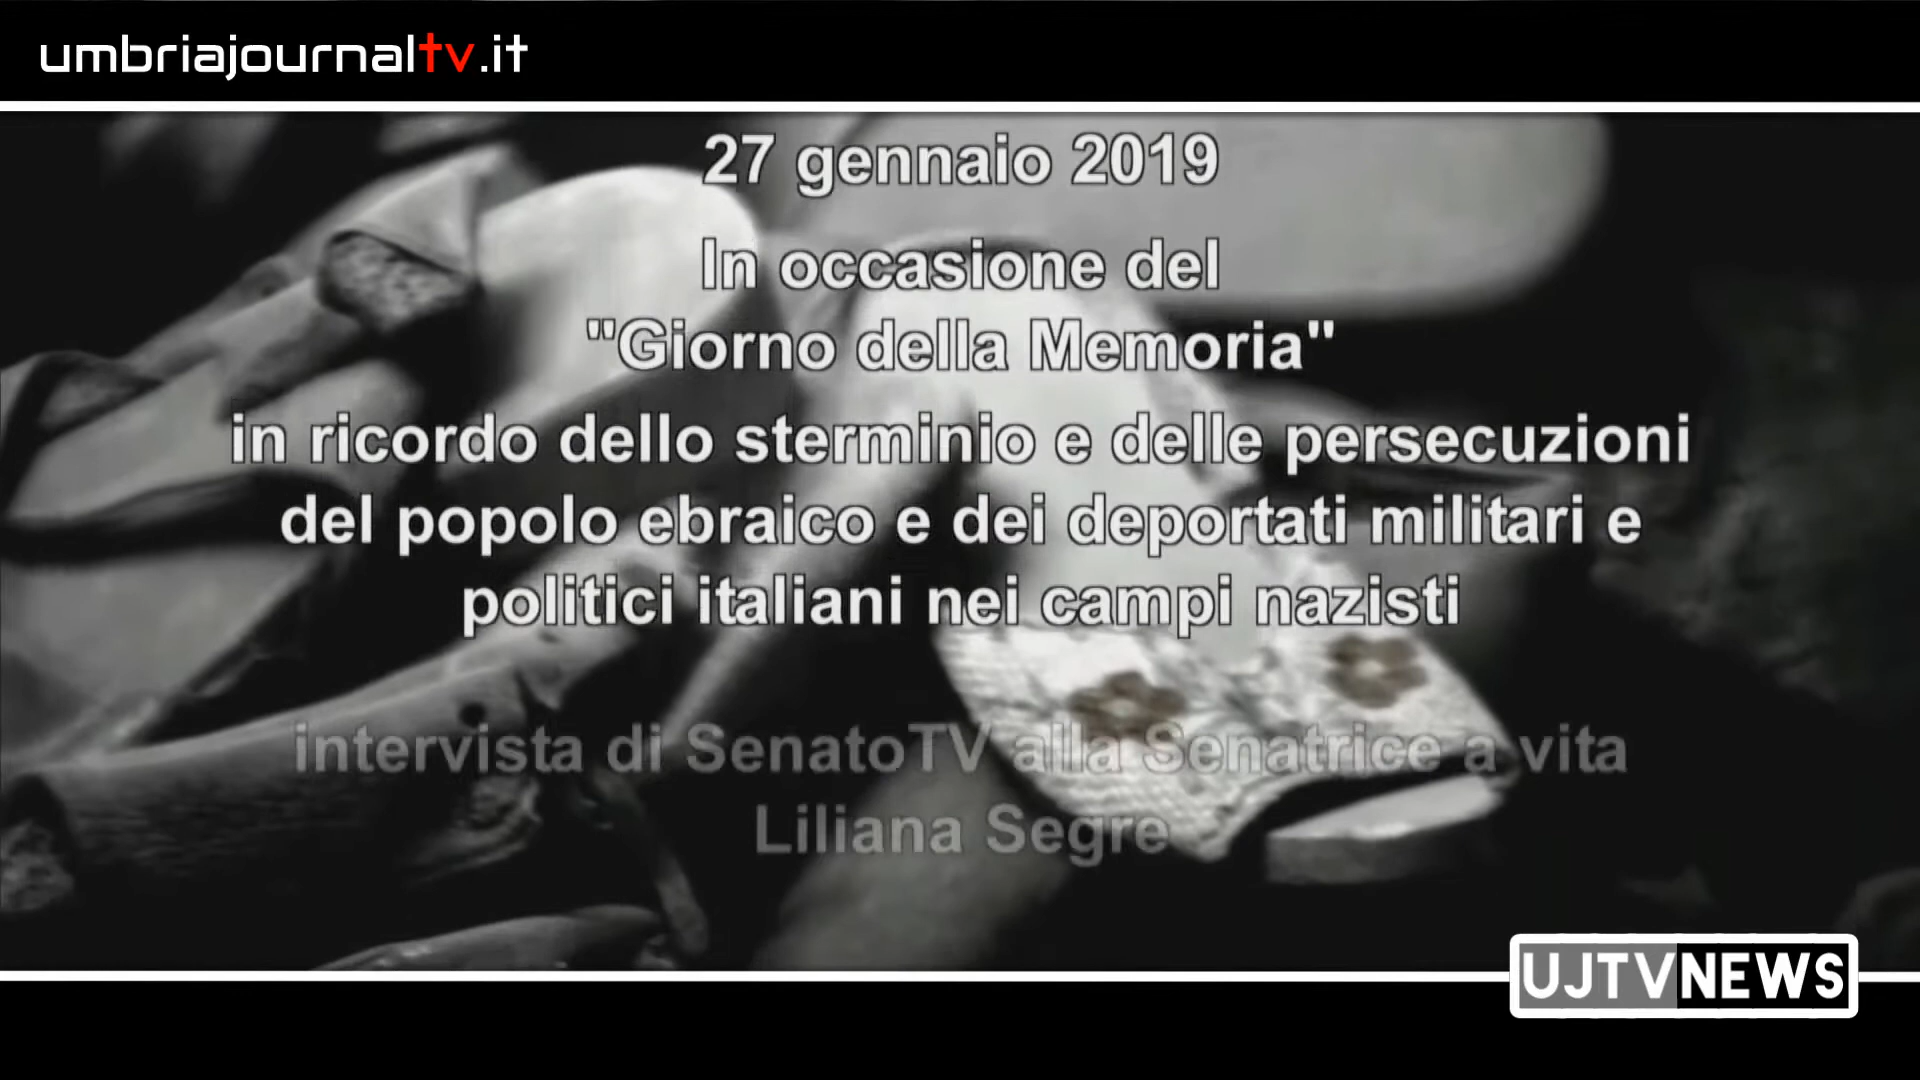 umbriajournaltv.it
27 gennaio 2019
In occasione del
"Giorno della Memoria"
in ricordo dello sterminio e delle persecuzioni
del popolo ebraico e dei deportati militari e
politici italiani nei campi nazisti
intervista di SenatoTV alla Senatrice a vita
Liliana Segre
UJTVNEWS